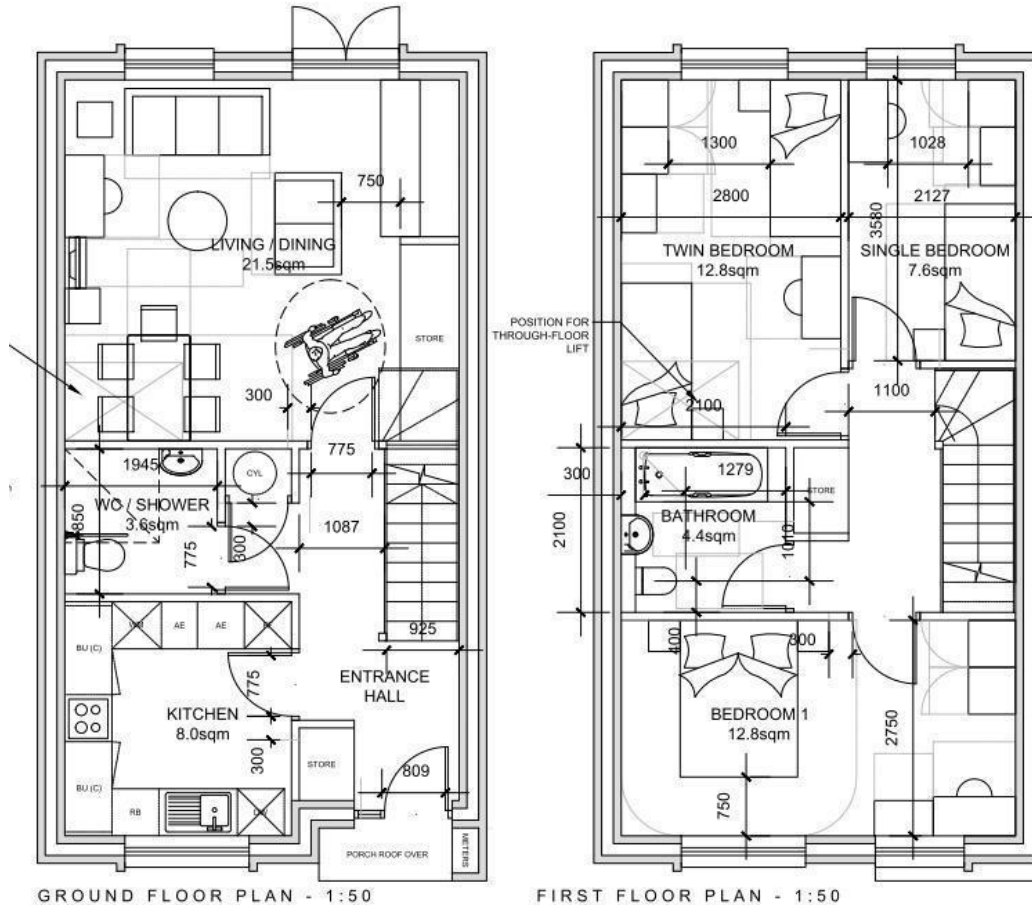 750
LIVING / DINING
21.5sqm
STORE
300
775
1945
CYL
WC / SHOWER
3.6sqm
850
775
300
1087
WM
AE
AE
BU (C)
925
ENTRANCE
HALL
775
KITCHEN
8.0sqm
300
STORE
809
BU (C)
RB
DW
PORCH ROOF OVER
METERS
GROUND FLOOR PLAN - 1:50
1300
1028
2800
2127
3580
TWIN BEDROOM
12.8sqm
SINGLE BEDROOM
7.6sqm
POSITION FOR
THROUGH-FLOOR
LIFT
2100
1100
300
1279
STORE
BATHROOM
4.4sqm
2100
1010
400
300
BEDROOM 1
12.8sqm
2750
750
FIRST FLOOR PLAN - 1:50